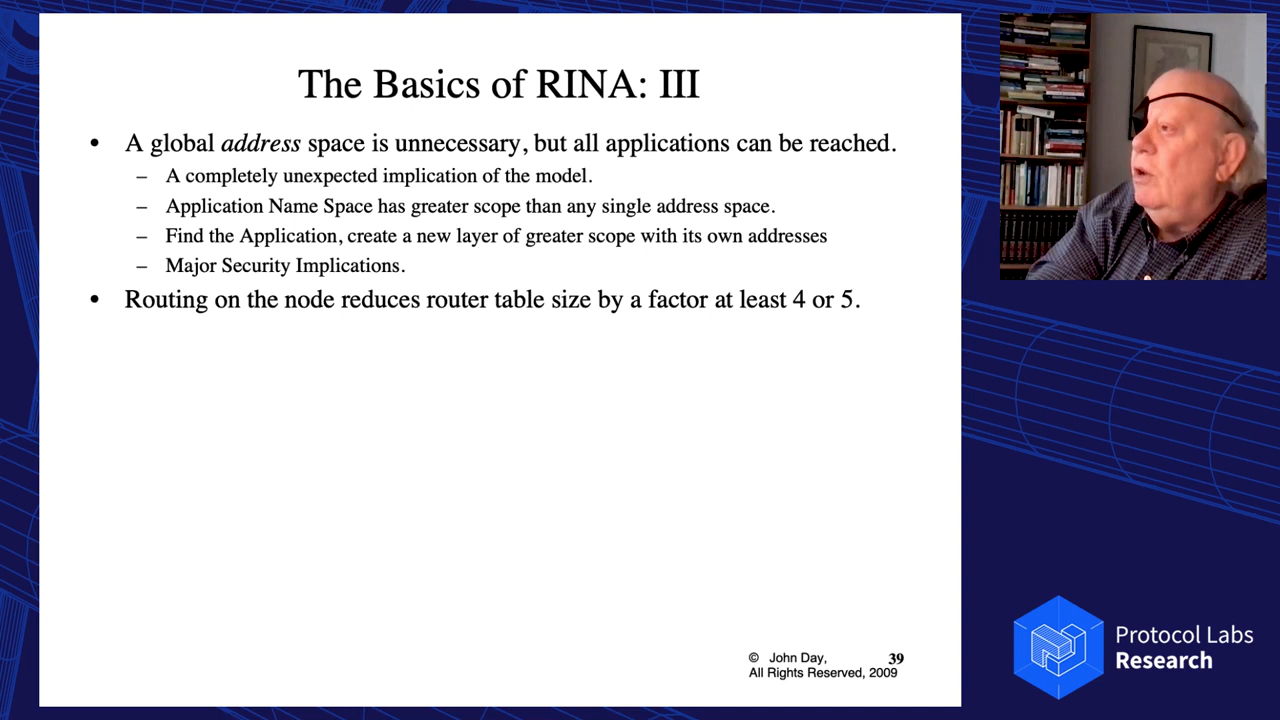 The Basics of RINA: III
• A global address space is unnecessary, but all applications can be reached.
– A completely unexpected implication of the model.
– Application Name Space has greater scope than any single address space.
– Find the Application, create a new layer of greater scope with its own addresses
– Major Security Implications.
• Routing on the node reduces router table size by a factor at least 4 or 5.
© John Day, 39
All Rights Reserved, 2009
Protocol Labs
Research